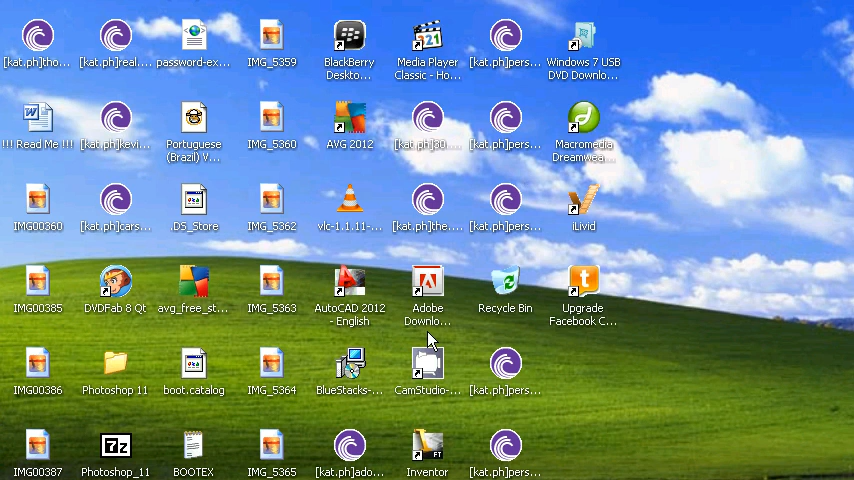 [kat.ph]tho...
[kat.ph]real....
password-ex...
IMG_5359
BlackBerry
Deskto...
Media Player
Classic - Ho...
[kat.ph]pers...
Windows 7 USB
DVD Downlo...
!!! Read Me !!!
[kat.ph]kevi...
Portuguese
(Brazil) V...
IMG_5360
AVG 2012
[kat.ph]80....
[kat.ph]pers...
Macromedia
Dreamwea...
IMG00360
[kat.ph]cars...
.DS_Store
IMG_5362
vlc-1.1.11-...
[kat.ph]the....
[kat.ph]pers...
iLivid
IMG00385
DVDFab 8 Qt
avg_free_st...
IMG_5363
AutoCAD 2012
- English
Adobe
Downlo...
Recycle Bin
Upgrade
Facebook C...
IMG00386
Photoshop 11
boot.catalog
IMG_5364
BlueStacks-...
CamStudio-...
[kat.ph]pers...
IMG00387
Photoshop_11
BOOTEX
IMG_5365
[kat.ph]ado...
Inventor
[kat.ph]pers...